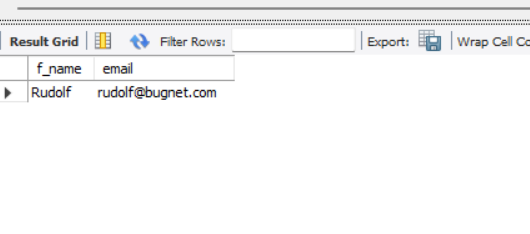 Result Grid Filter Rows: Export: Wrap Cell Co
f_name email
Rudolf rudolf@bugnet.com